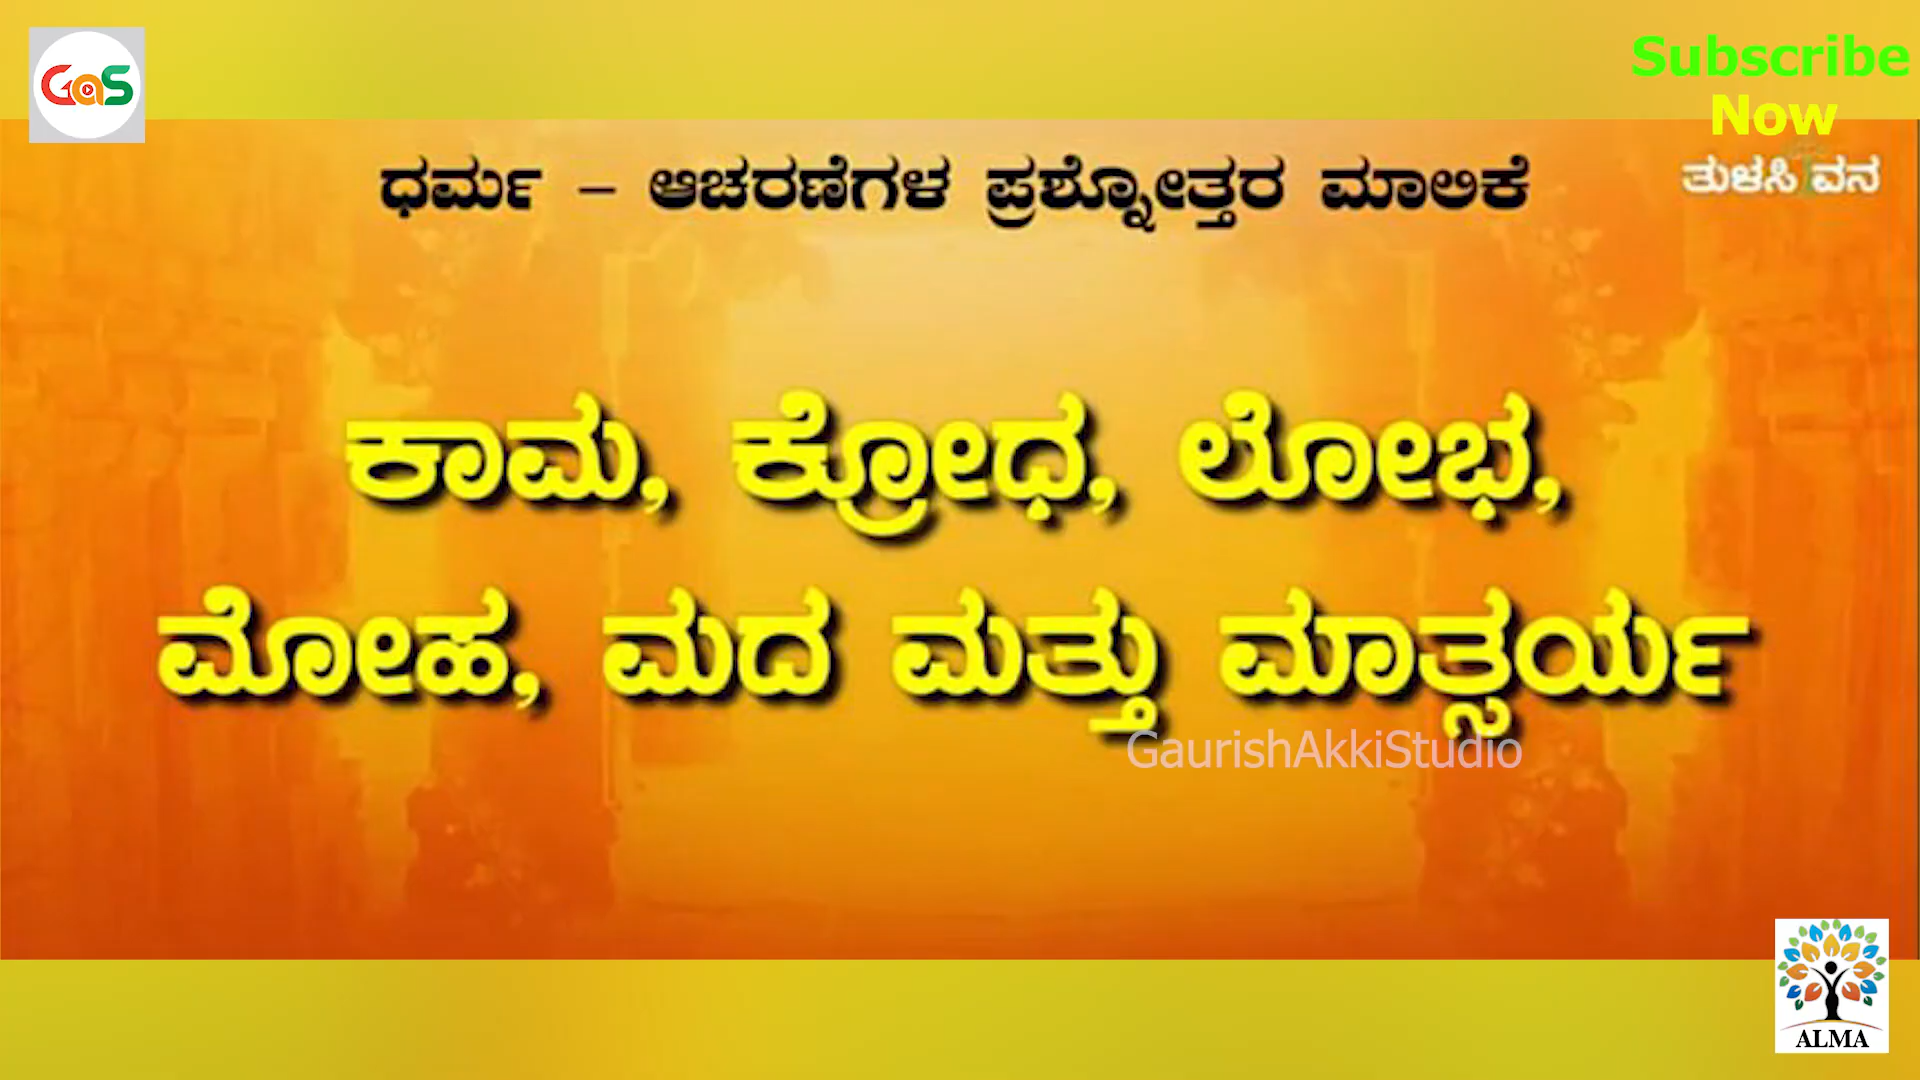 GaS
Subscribe
Now
ಧರ್ಮ – ಆಚರಣೆಗಳ ಪ್ರಶ್ನೋತ್ತರ ಮಾಲಿಕೆ
ತುಳಸಿವನ
ಕಾಮ, ಕ್ರೋಧ, ಲೋಭ,
ಮೋಹ, ಮದ ಮತ್ತು ಮಾತ್ಸರ್ಯ
GaurishAkkiStudio
ALMA